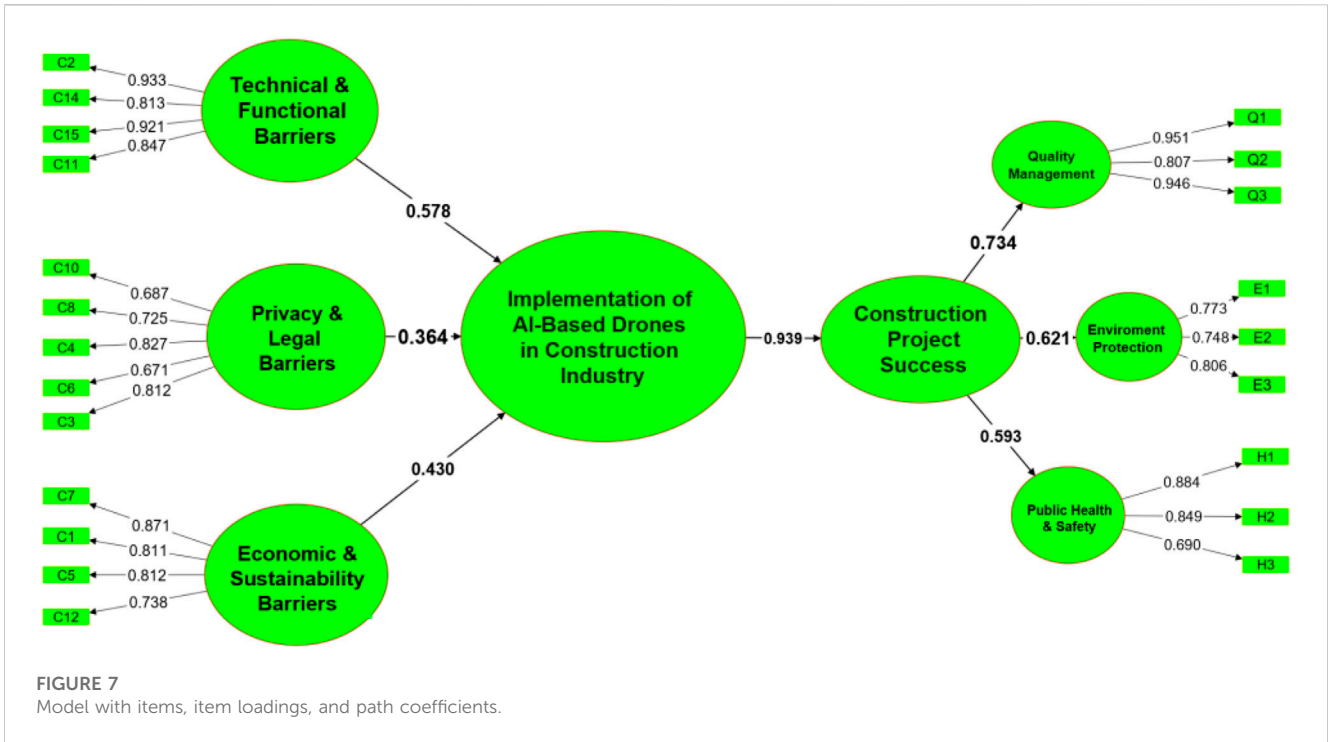 C2
C14
C15
C11
0.933
0.813
0.921
0.847
Technical &
Functional
Barriers
0.578
C10
C8
C4
C6
C3
0.687
0.725
0.827
0.671
0.812
Privacy &
Legal
Barriers
0.364
C7
C1
C5
C12
0.871
0.811
0.812
0.738
Economic &
Sustainability
Barriers
0.430
Implementation of
AI-Based Drones
in Construction
Industry
0.939
Construction
Project
Success
0.734
Quality
Management
0.951
0.807
0.946
Q1
Q2
Q3
0.621
Enviroment
Protection
0.773
0.748
0.806
E1
E2
E3
0.593
Public Health
& Safety
0.884
0.849
0.690
H1
H2
H3
FIGURE 7
Model with items, item loadings, and path coefficients.